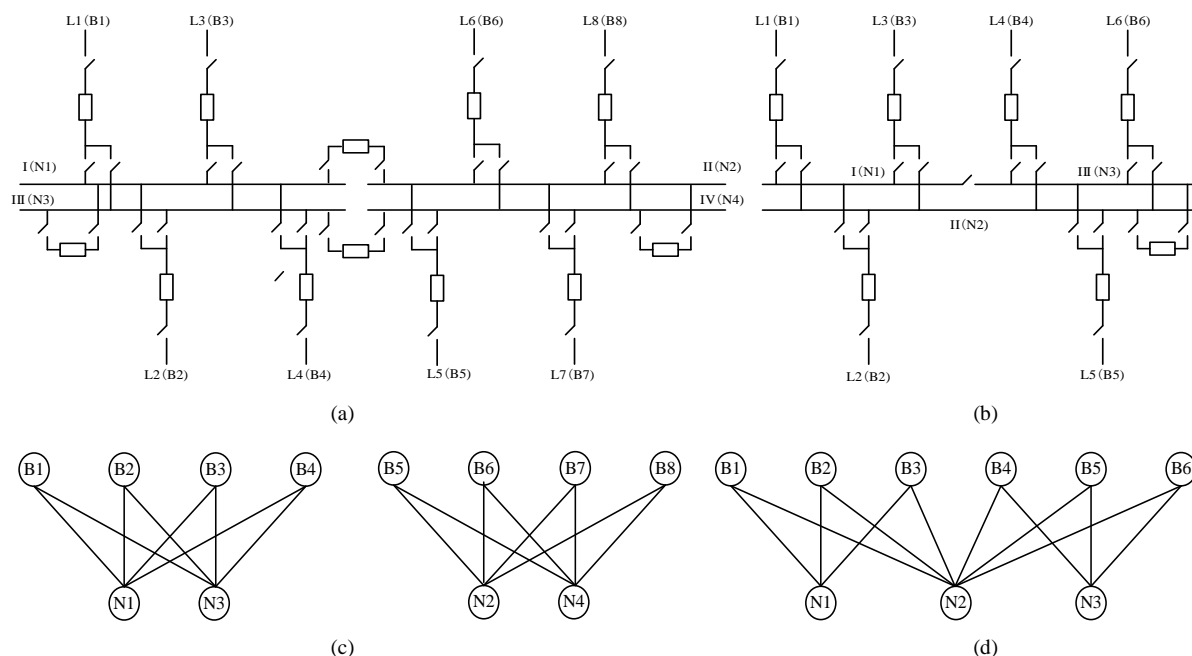 L1(B1) L3(B3) L6(B6) L8(B8) L1(B1) L3(B3) L4(B4) L6(B6)
I(N1) II(N2) I(N1) III(N3)
III(N3) IV(N4) II(N2)
L2(B2) L4(B4) L5(B5) L7(B7) L2(B2) L5(B5)
(a) (b)
B1 B2 B3 B4 B5 B6 B7 B8 B1 B2 B3 B4 B5 B6
N1 N3 N2 N4 N1 N2 N3
(c) (d)